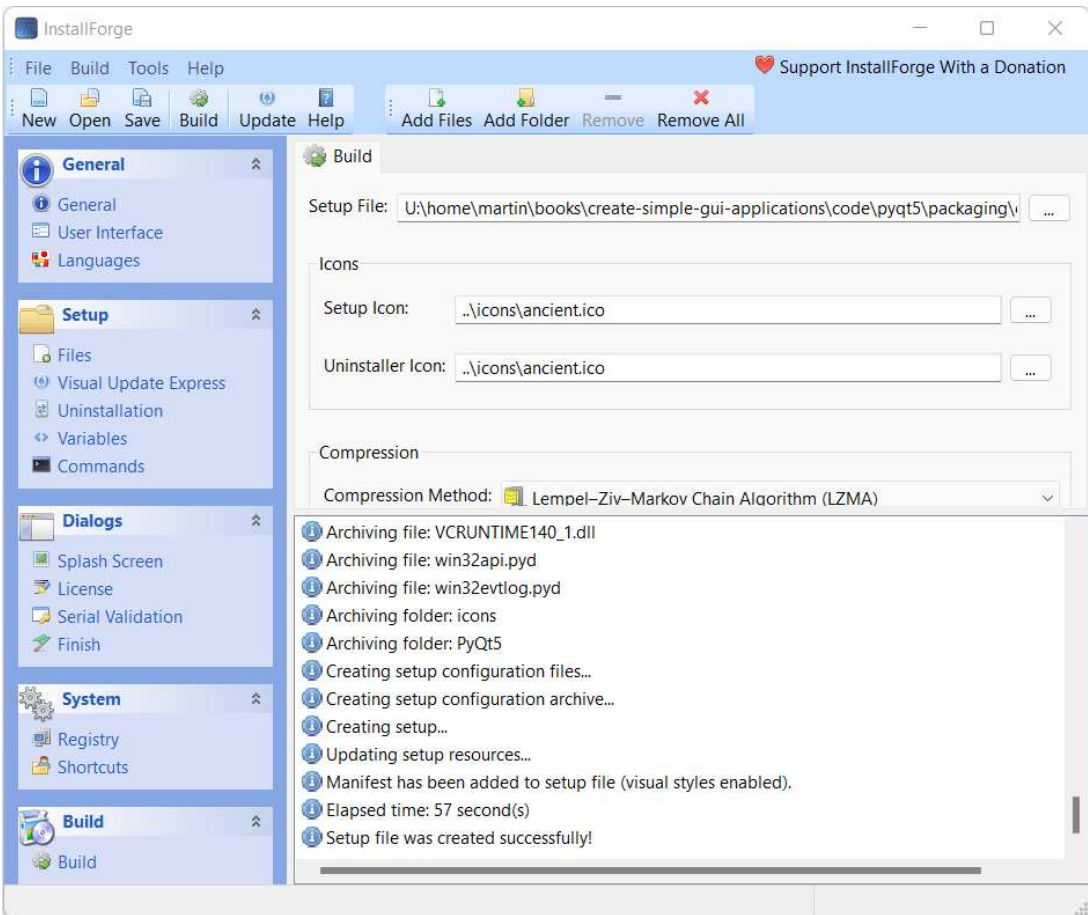 InstallForge
File Build Tools Help
Support InstallForge With a Donation
New Open Save Build Update Help
Add Files Add Folder Remove Remove All
General
General
User Interface
Languages
Setup
Files
Visual Update Express
Uninstallation
Variables
Commands
Dialogs
Splash Screen
License
Serial Validation
Finish
System
Registry
Shortcuts
Build
Build
Build
Setup File: U:\home\martin\books\create-simple-gui-applications\code\pyqt5\packaging\ ...
Icons
Setup Icon: ..\icons\ancient.ico ...
Uninstaller Icon: ..\icons\ancient.ico ...
Compression
Compression Method: Lempel–Ziv–Markov Chain Algorithm (LZMA)
Archiving file: VCRUNTIME140_1.dll
Archiving file: win32api.pyd
Archiving file: win32evtlog.pyd
Archiving folder: icons
Archiving folder: PyQt5
Creating setup configuration files...
Creating setup configuration archive...
Creating setup...
Updating setup resources...
Manifest has been added to setup file (visual styles enabled).
Elapsed time: 57 second(s)
Setup file was created successfully!